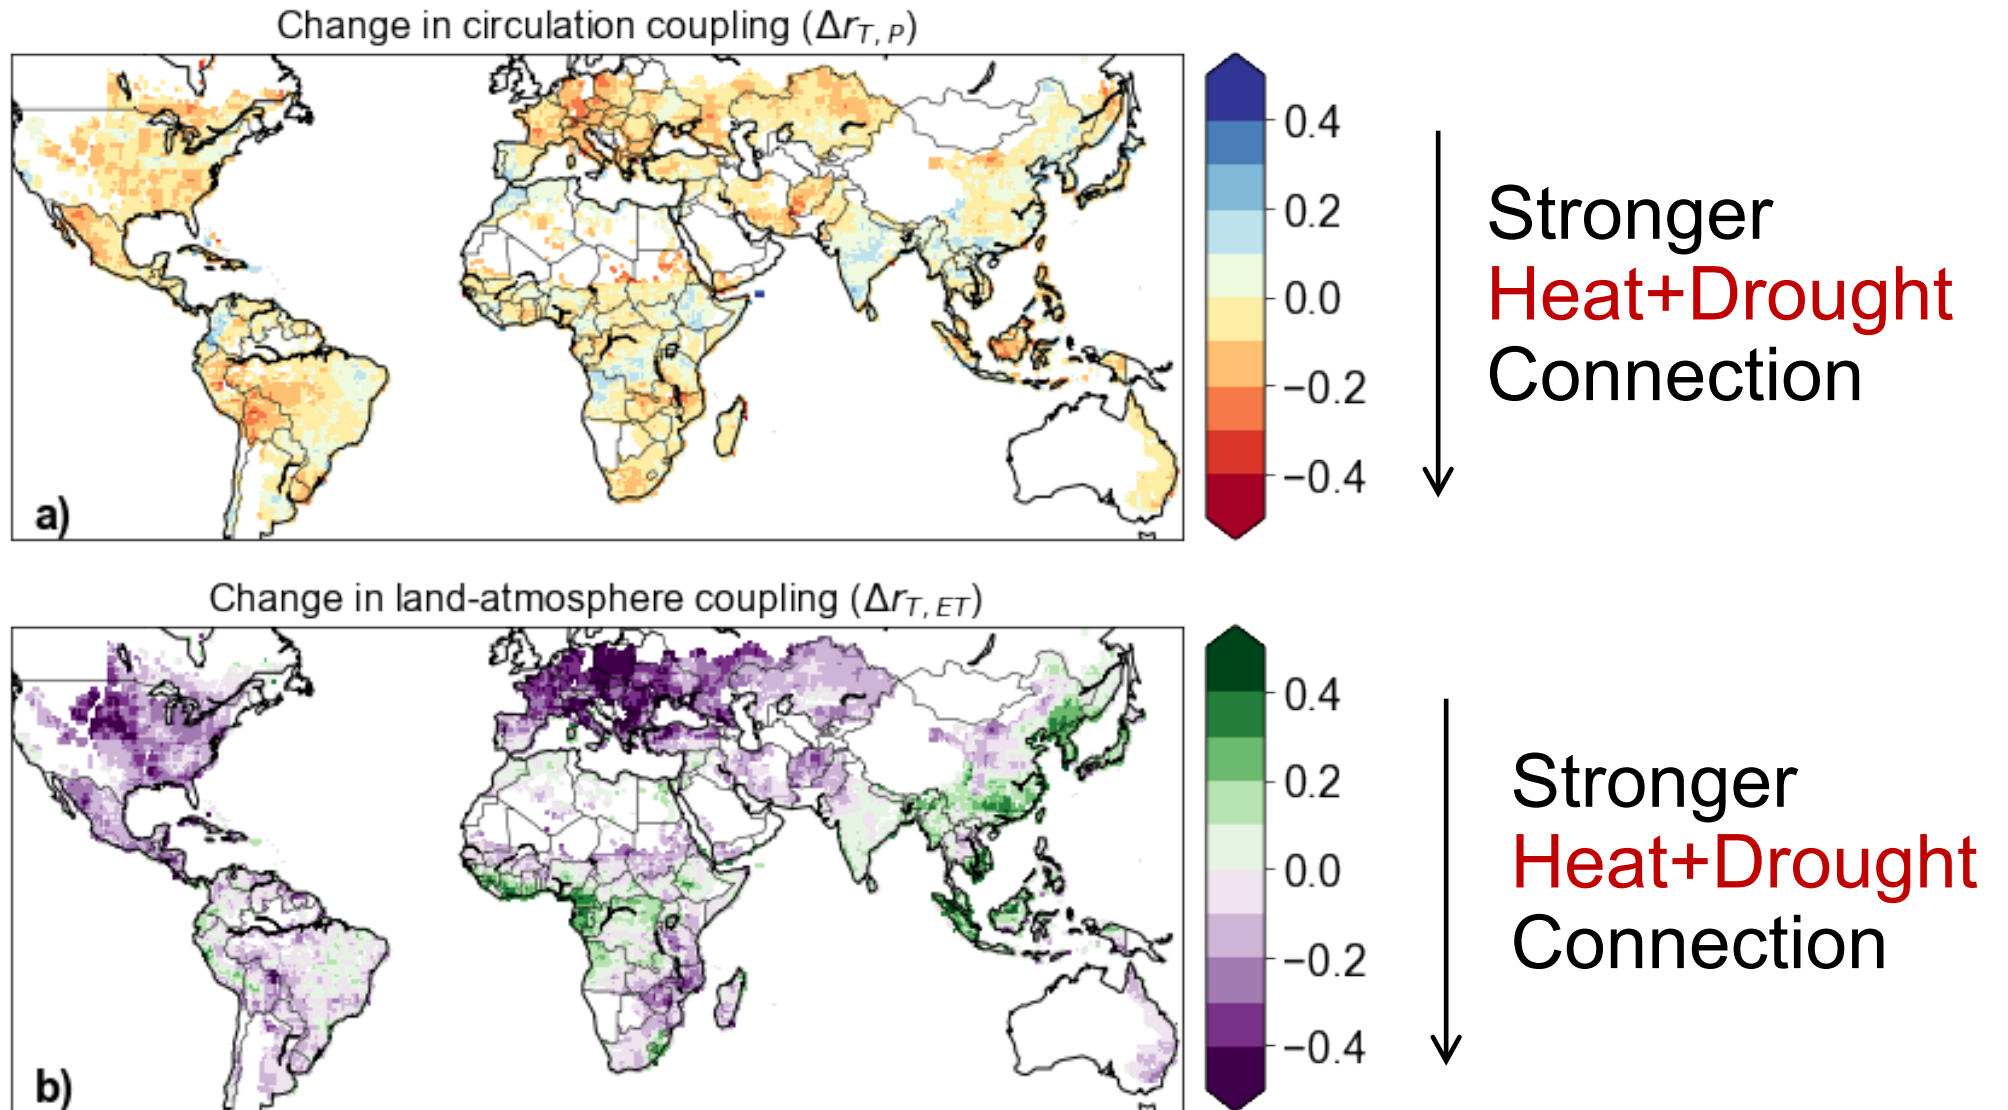 Change in circulation coupling (Δr_T, P)
0.4
0.2
0.0
−0.2
−0.4
a)
Stronger
Heat+Drought
Connection
Change in land-atmosphere coupling (Δr_T, ET)
0.4
0.2
0.0
−0.2
−0.4
b)
Stronger
Heat+Drought
Connection